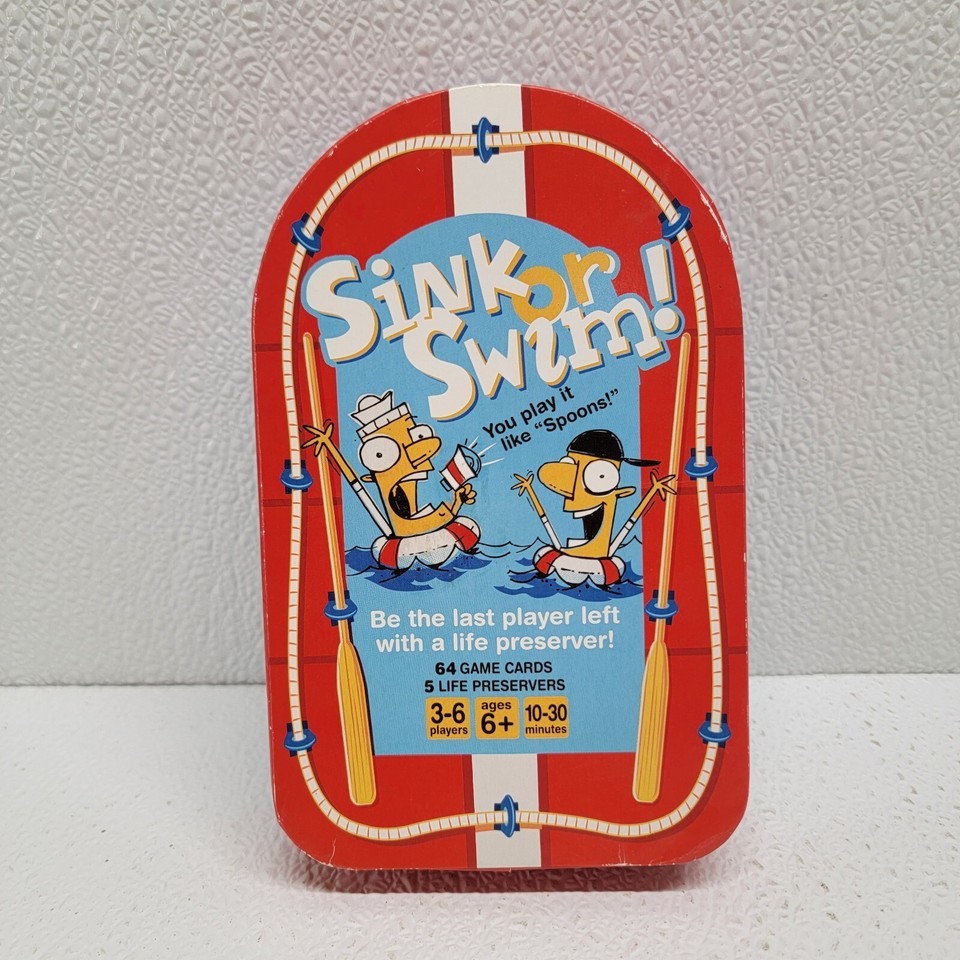 Sink or
Swim!
You play it
like "Spoons!"
Be the last player left
with a life preserver!
64 GAME CARDS
5 LIFE PRESERVERS
3-6
players
ages
6+
10-30
minutes